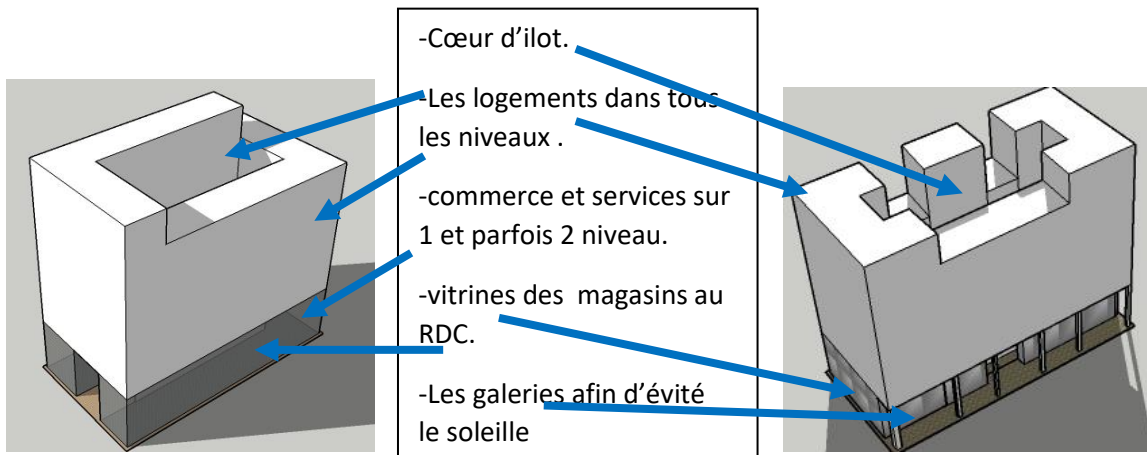 -Cœur d’ilot.
-Les logements dans tous
les niveaux .
-commerce et services sur
1 et parfois 2 niveau.
-vitrines des  magasins au
RDC.
-Les galeries afin d’évité
le soleille